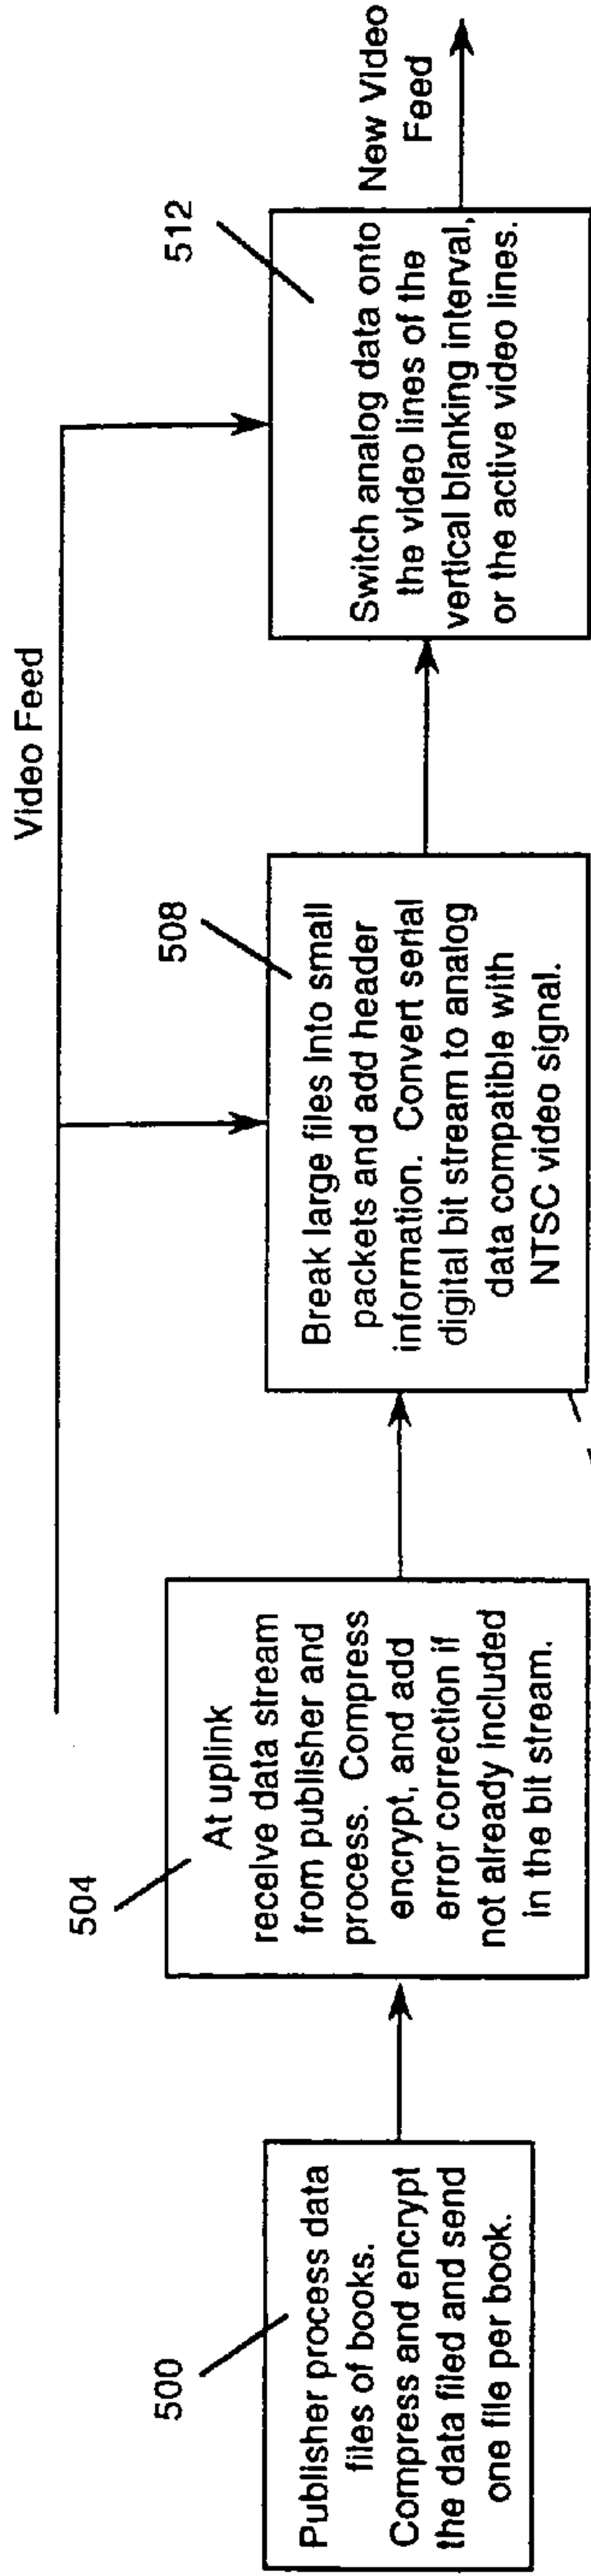 Video Feed
500
Publisher process data
files of books.
Compress and encrypt
the data filed and send
one file per book.
504
At uplink
receive data stream
from publisher and
process. Compress
encrypt, and add
error correction if
not already included
in the bit stream.
508
Break large files into small
packets and add header
information. Convert serial
digital bit stream to analog
data compatible with
NTSC video signal.
512
Switch analog data onto
the video lines of the
vertical blanking interval,
or the active video lines.
New Video
Feed